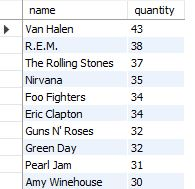 name quantity
Van Halen 43
R.E.M. 38
The Rolling Stones 37
Nirvana 35
Foo Fighters 34
Eric Clapton 34
Guns N' Roses 32
Green Day 32
Pearl Jam 31
Amy Winehouse 30